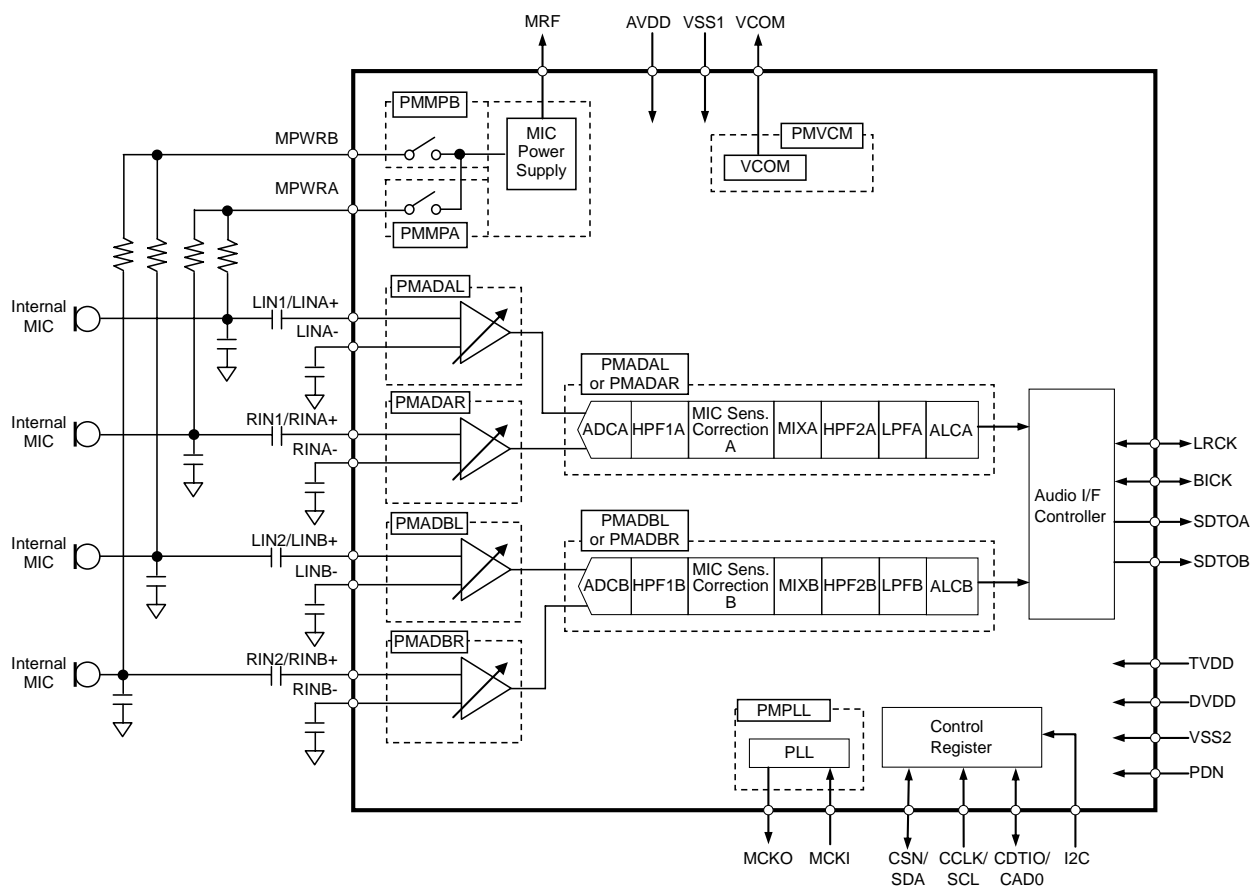 MRF
AVDD
VSS1
VCOM
PMMPB
MIC
Power
Supply
PMVCM
VCOM
MPWRB
MPWRA
PMMPA
PMADAL
Internal
MIC
LIN1/LINA+
LINA-
PMADAL
or PMADAR
PMADAR
Internal
MIC
RIN1/RINA+
RINA-
ADCA
HPF1A
MIC Sens.
Correction
A
MIXA
HPF2A
LPFA
ALCA
Audio I/F
Controller
LRCK
BICK
SDTOA
SDTOB
PMADBL
Internal
MIC
LIN2/LINB+
LINB-
PMADBL
or PMADBR
ADCB
HPF1B
MIC Sens.
Correction
B
MIXB
HPF2B
LPFB
ALCB
PMADBR
Internal
MIC
RIN2/RINB+
RINB-
TVDD
DVDD
VSS2
PDN
PMPLL
PLL
Control
Register
MCKO
MCKI
CSN/
SDA
CCLK/
SCL
CDTIO/
CAD0
I2C